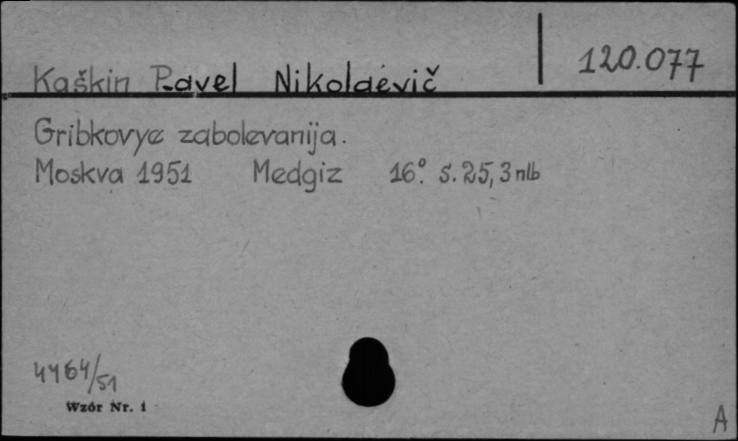 Kaškin Pavel Nikolaevič 120.077
Gribkovye zabolevanija.
Moskva 1951 Medgiz 16°. s. 25, 3 nlb
4464/51
Wzór Nr. 1
A